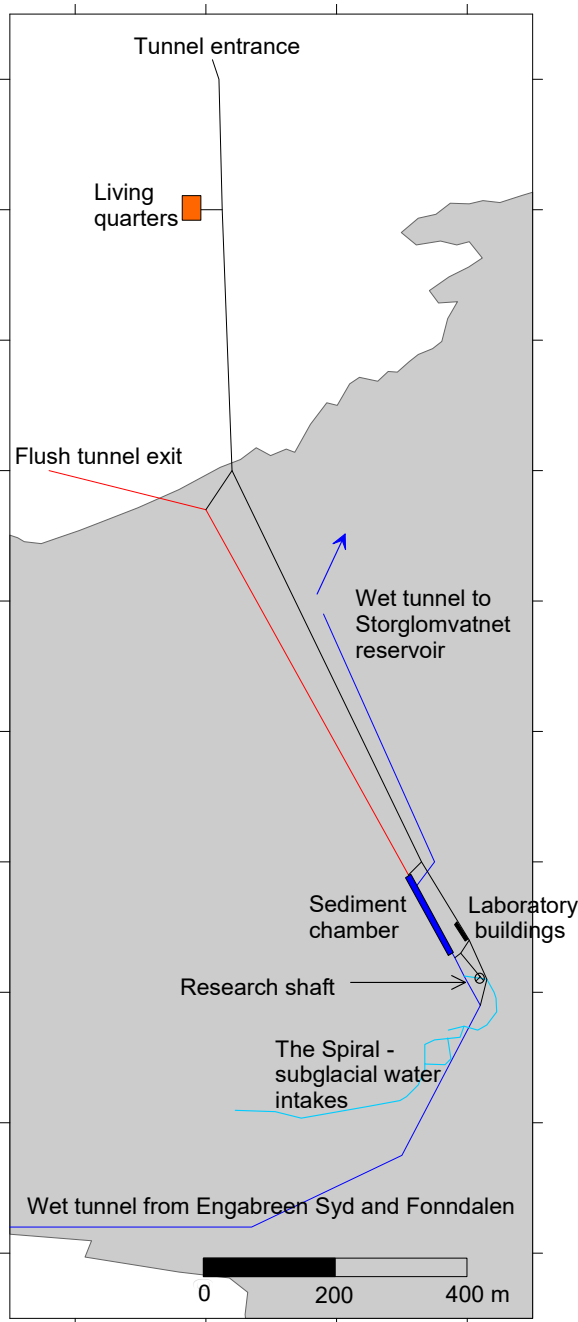 Tunnel entrance
Living
quarters
Flush tunnel exit
Wet tunnel to
Storglomvatnet
reservoir
Sediment
chamber
Laboratory
buildings
Research shaft
The Spiral -
subglacial water
intakes
Wet tunnel from Engabreen Syd and Fonndalen
0 200 400 m